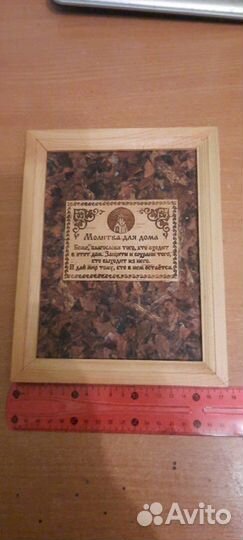 Молитва для дома
Боже, благослови того, кто входит
в этот дом. Защити и сохрани того,
кто выходит из него.
И дай мир тому, кто в нем остаётся.
Avito